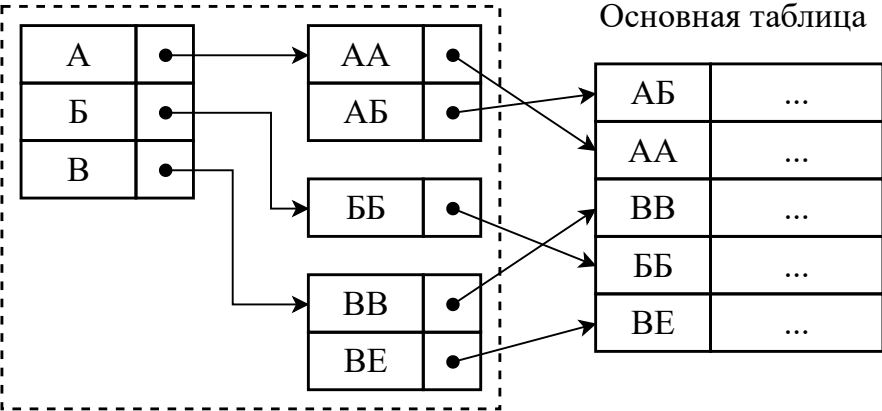 Основная таблица
А
Б
В
АА
АБ
ББ
ВВ
ВЕ
АБ ...
АА ...
ВВ ...
ББ ...
ВЕ ...